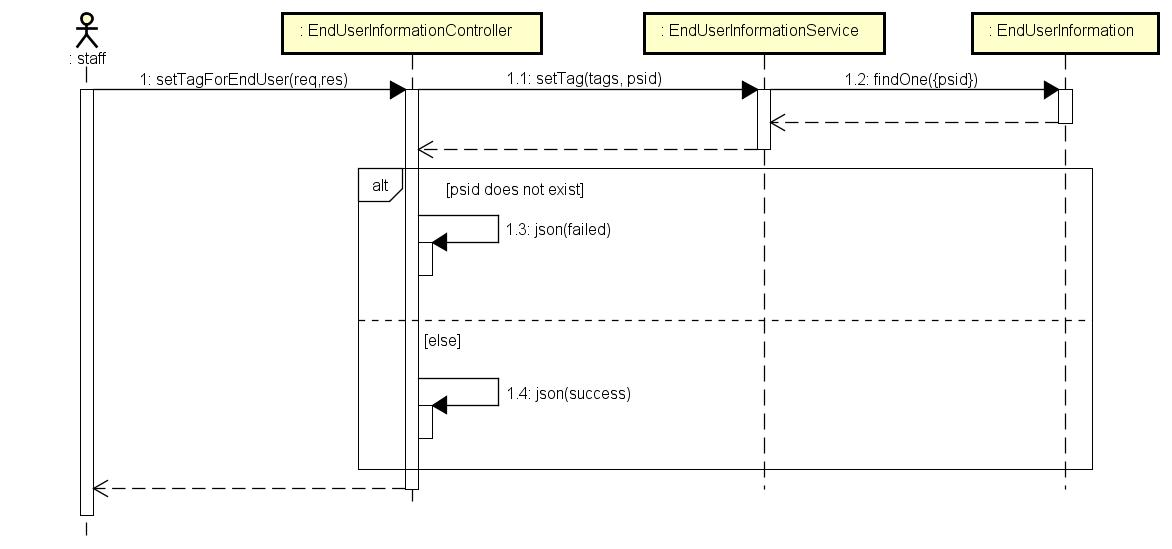 : EndUserInformationController
: EndUserInformationService
: EndUserInformation
: staff
1: setTagForEndUser(req,res)
1.1: setTag(tags, psid)
1.2: findOne({psid})
alt
[psid does not exist]
1.3: json(failed)
[else]
1.4: json(success)